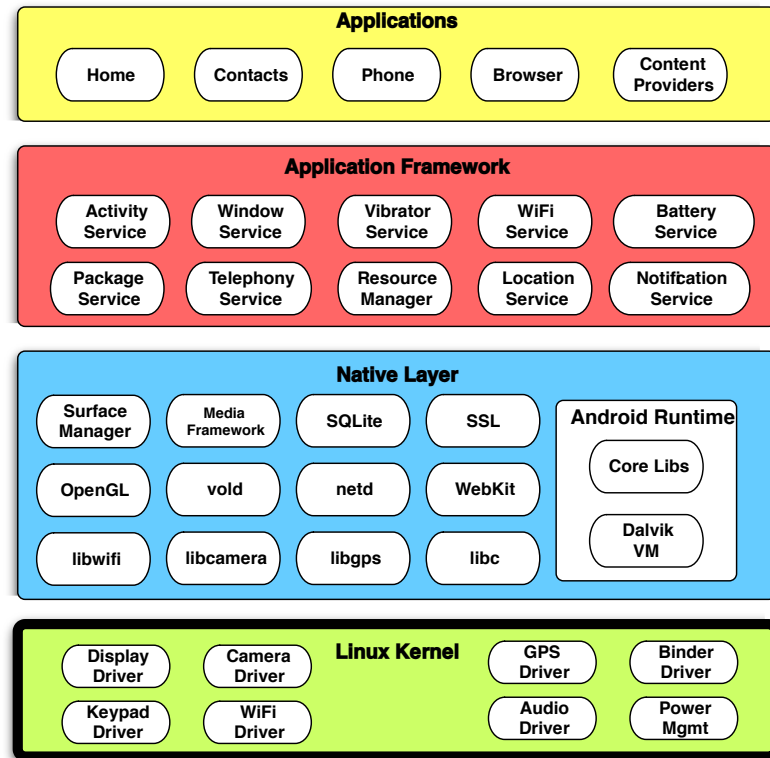 Applications
Home
Contacts
Phone
Browser
Content
Providers
Application Framework
Activity
Service
Window
Service
Vibrator
Service
WiFi
Service
Battery
Service
Package
Service
Telephony
Service
Resource
Manager
Location
Service
Notification
Service
Native Layer
Surface
Manager
Media
Framework
SQLite
SSL
OpenGL
vold
netd
WebKit
libwifi
libcamera
libgps
libc
Android Runtime
Core Libs
Dalvik
VM
Linux Kernel
Display
Driver
Camera
Driver
GPS
Driver
Binder
Driver
Keypad
Driver
WiFi
Driver
Audio
Driver
Power
Mgmt